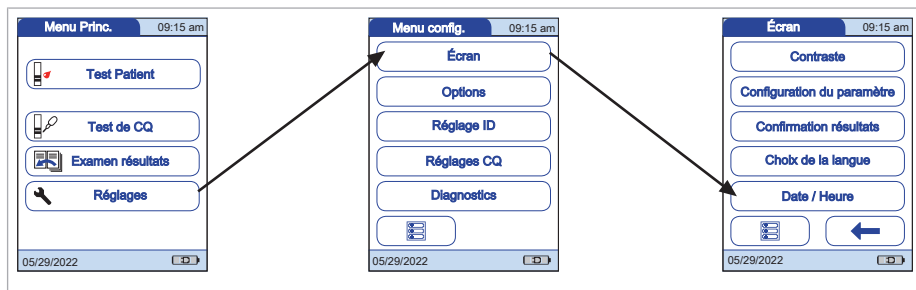 Menu Princ.
09:15 am
Test Patient
Test de CQ
Examen résultats
Réglages
05/29/2022
Menu config.
09:15 am
Écran
Options
Réglage ID
Réglages CQ
Diagnostics
05/29/2022
Écran
09:15 am
Contraste
Configuration du paramètre
Confirmation résultats
Choix de la langue
Date / Heure
05/29/2022